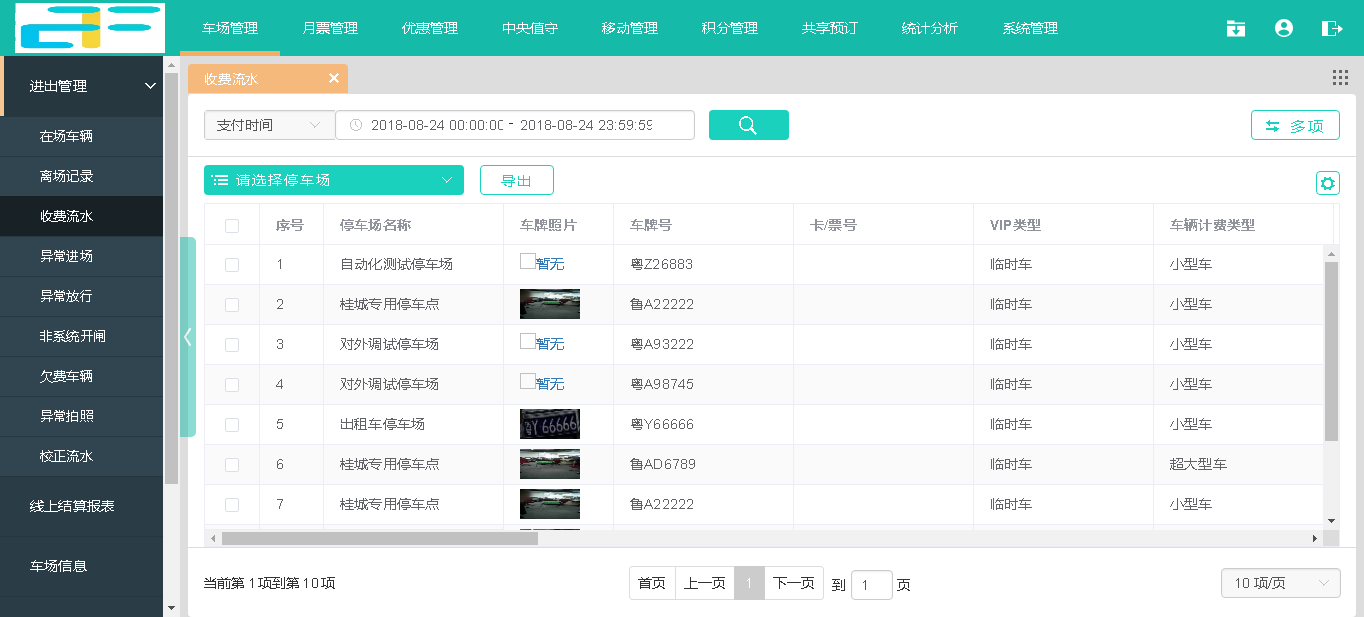 车场管理 月票管理 优惠管理 中央值守 移动管理 积分管理 共享预订 统计分析 系统管理
进出管理
在场车辆
离场记录
收费流水
异常进场
异常放行
非系统开闸
欠费车辆
异常拍照
校正流水
线上结算报表
车场信息
收费流水
支付时间 2018-08-24 00:00:00 - 2018-08-24 23:59:59 多项
请选择停车场 导出
序号 停车场名称 车牌照片 车牌号 卡/票号 VIP类型 车辆计费类型
1 自动化测试停车场 暂无 粤Z26883 临时车 小型车
2 桂城专用停车点 鲁A22222 临时车 小型车
3 对外调试停车场 暂无 粤A93222 临时车 小型车
4 对外调试停车场 暂无 粤A98745 临时车 小型车
5 出租车停车场 Y 66666 粤Y66666 临时车 小型车
6 桂城专用停车点 鲁AD6789 临时车 超大型车
7 桂城专用停车点 鲁A22222 临时车 小型车
当前第 1项到第 10项 首页 上一页 1 下一页 到 1 页 10 项/页